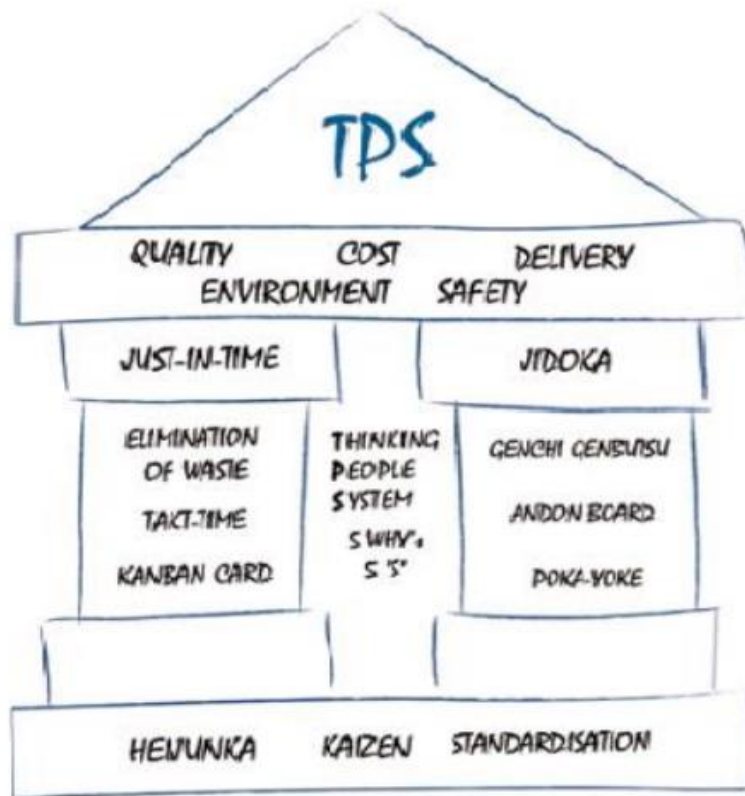 TPS
QUALITY COST DELIVERY
ENVIRONMENT SAFETY
JUST-IN-TIME
JIDOKA
ELIMINATION
OF WASTE
TAKT-TIME
KANBAN CARD
THINKING
PEOPLE
SYSTEM
5 WHY's
5 'S'
GENCHI GENBUTSU
ANDON BOARD
POKA-YOKE
HEIJUNKA KAIZEN STANDARDISATION